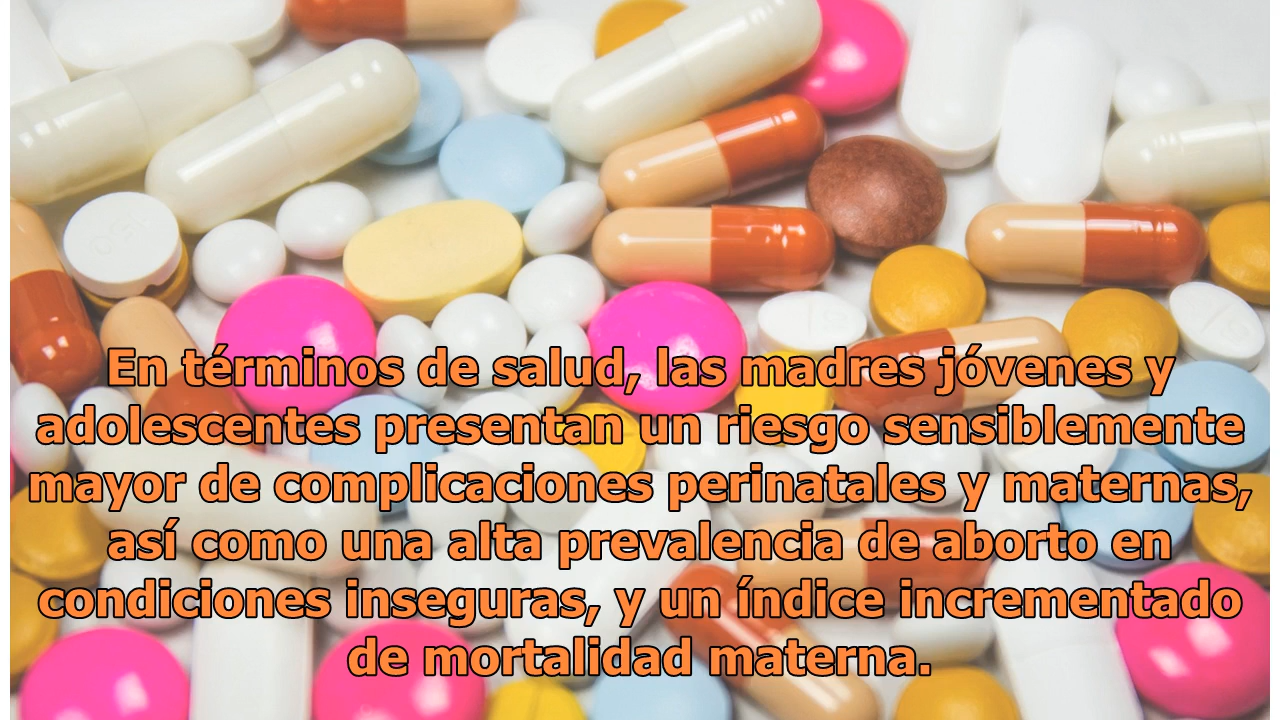 En términos de salud, las madres jóvenes y
adolescentes presentan un riesgo sensiblemente
mayor de complicaciones perinatales y maternas,
así como una alta prevalencia de aborto en
condiciones inseguras, y un índice incrementado
de mortalidad materna.